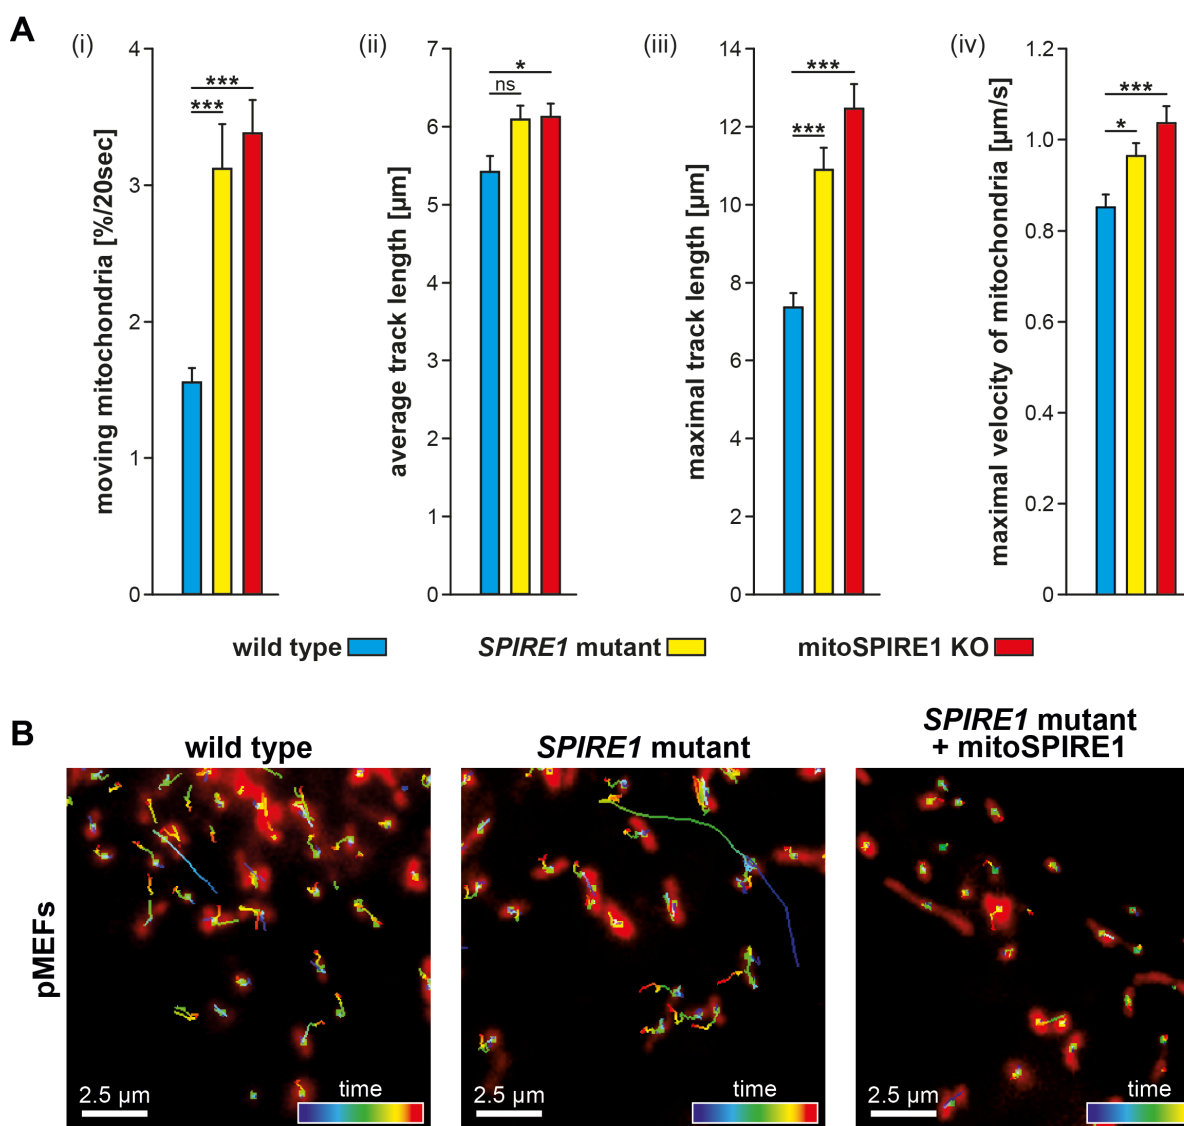 A
(i)
(ii)
(iii)
(iv)
moving mitochondria [%/20sec]
4
3
2
1
0
***
***
average track length [µm]
7
6
5
4
3
2
1
0
*
ns
maximal track length [µm]
14
12
10
8
6
4
2
0
***
***
maximal velocity of mitochondria [µm/s]
1.2
1.0
0.8
0.6
0.4
0.2
0
***
*
wild type
SPIRE1 mutant
mitoSPIRE1 KO
B
wild type
SPIRE1 mutant
SPIRE1 mutant
+ mitoSPIRE1
pMEFs
2.5 µm
time
2.5 µm
time
2.5 µm
time